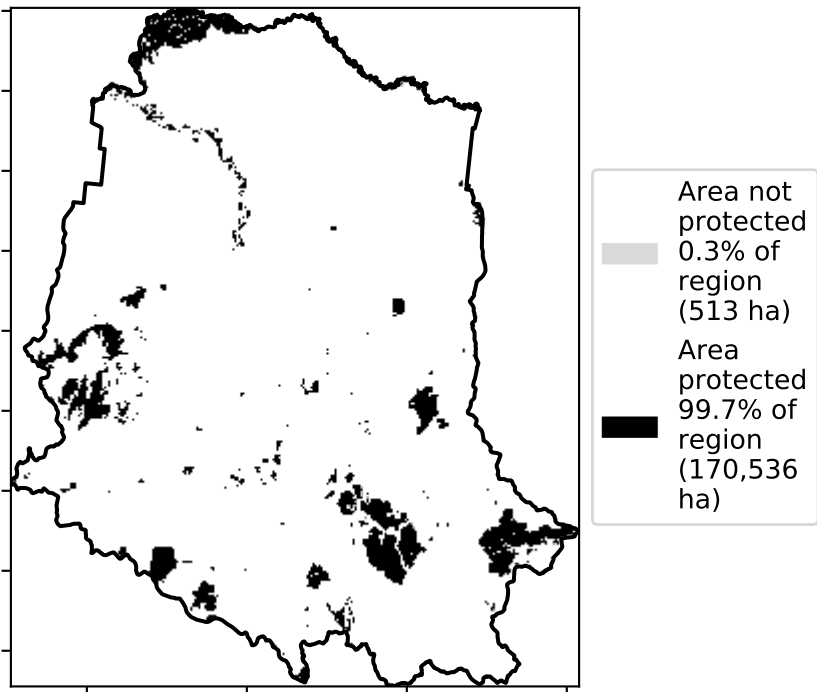 Area not
protected
0.3% of
region
(513 ha)
Area
protected
99.7% of
region
(170,536
ha)